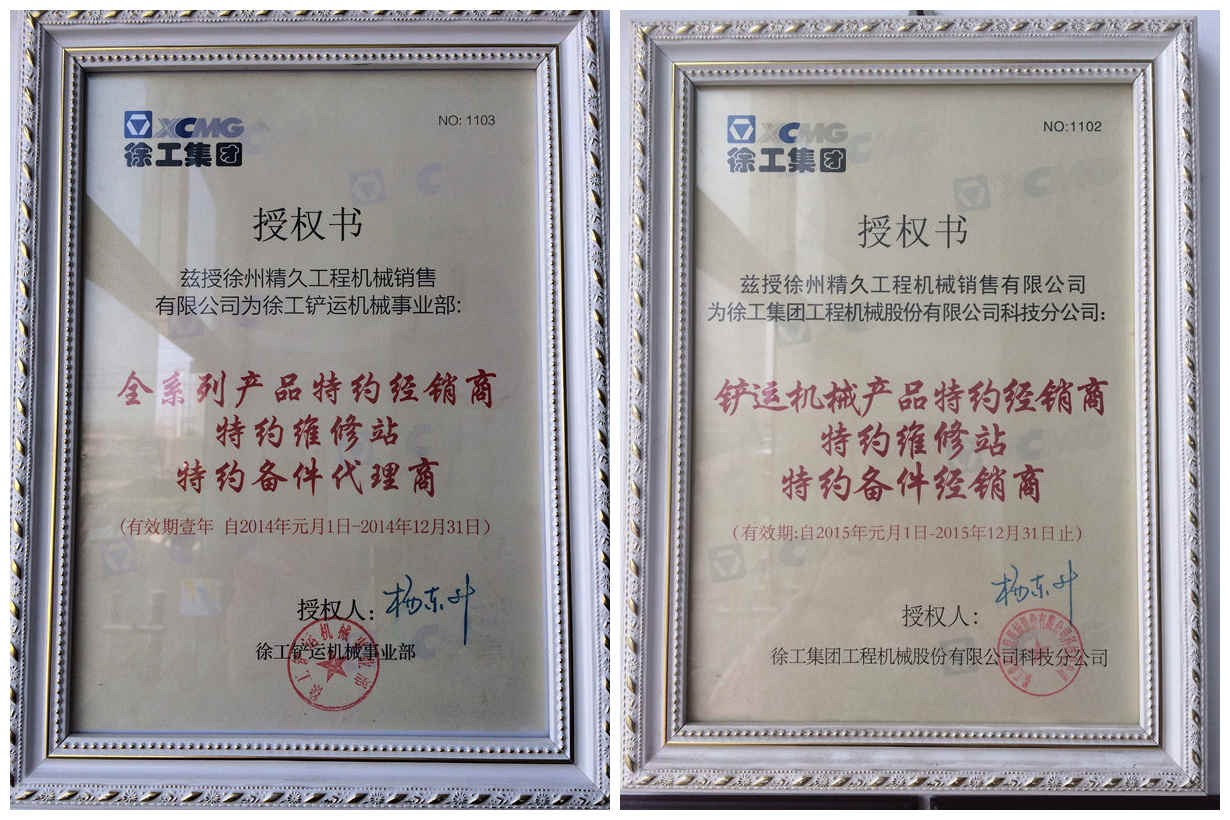 XCMG
徐工集团
NO: 1103
授权书
兹授徐州精久工程机械销售
有限公司为徐工铲运机械事业部:
全系列产品特约经销商
特约维修站
特约备件代理商
(有效期壹年 自2014年元月1日-2014年12月31日)
授权人: 杨东升
徐工铲运机械事业部
XCMG
徐工集团
NO:1102
授权书
兹授徐州精久工程机械销售有限公司
为徐工集团工程机械股份有限公司科技分公司:
铲运机械产品特约经销商
特约维修站
特约备件经销商
(有效期:自2015年元月1日-2015年12月31日止)
授权人: 杨东升
徐工集团工程机械股份有限公司科技分公司